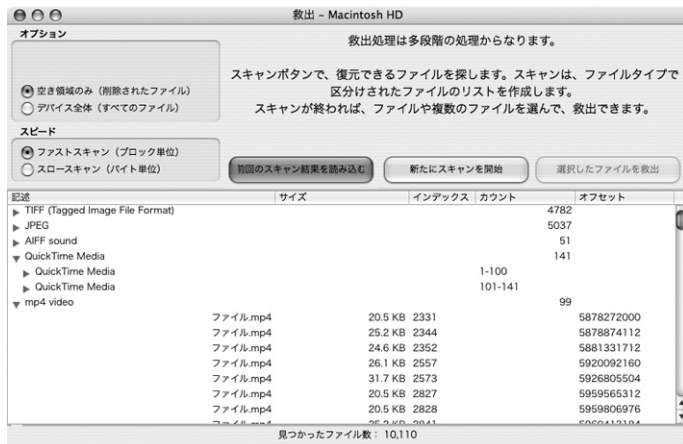 救出 – Macintosh HD
オプション
空き領域のみ（削除されたファイル）
デバイス全体（すべてのファイル）
スピード
ファストスキャン（ブロック単位）
スロースキャン（バイト単位）
救出処理は多段階の処理からなります。
スキャンボタンで、復元できるファイルを探します。スキャンは、ファイルタイプで
区分けされたファイルのリストを作成します。
スキャンが終われば、ファイルや複数のファイルを選んで、救出できます。
前回のスキャン結果を読み込む 新たにスキャンを開始 選択したファイルを救出
記述 サイズ インデックス カウント オフセット
TIFF (Tagged Image File Format) 4782
JPEG 5037
AIFF sound 51
QuickTime Media 141
QuickTime Media 1-100
QuickTime Media 101-141
mp4 video 99
ファイル.mp4 20.5 KB 2331 5878272000
ファイル.mp4 25.2 KB 2344 5878874112
ファイル.mp4 24.6 KB 2352 5881331712
ファイル.mp4 26.1 KB 2557 5920092160
ファイル.mp4 31.7 KB 2573 5926805504
ファイル.mp4 20.5 KB 2827 5959565312
ファイル.mp4 20.5 KB 2828 5959806976
見つかったファイル数： 10,110